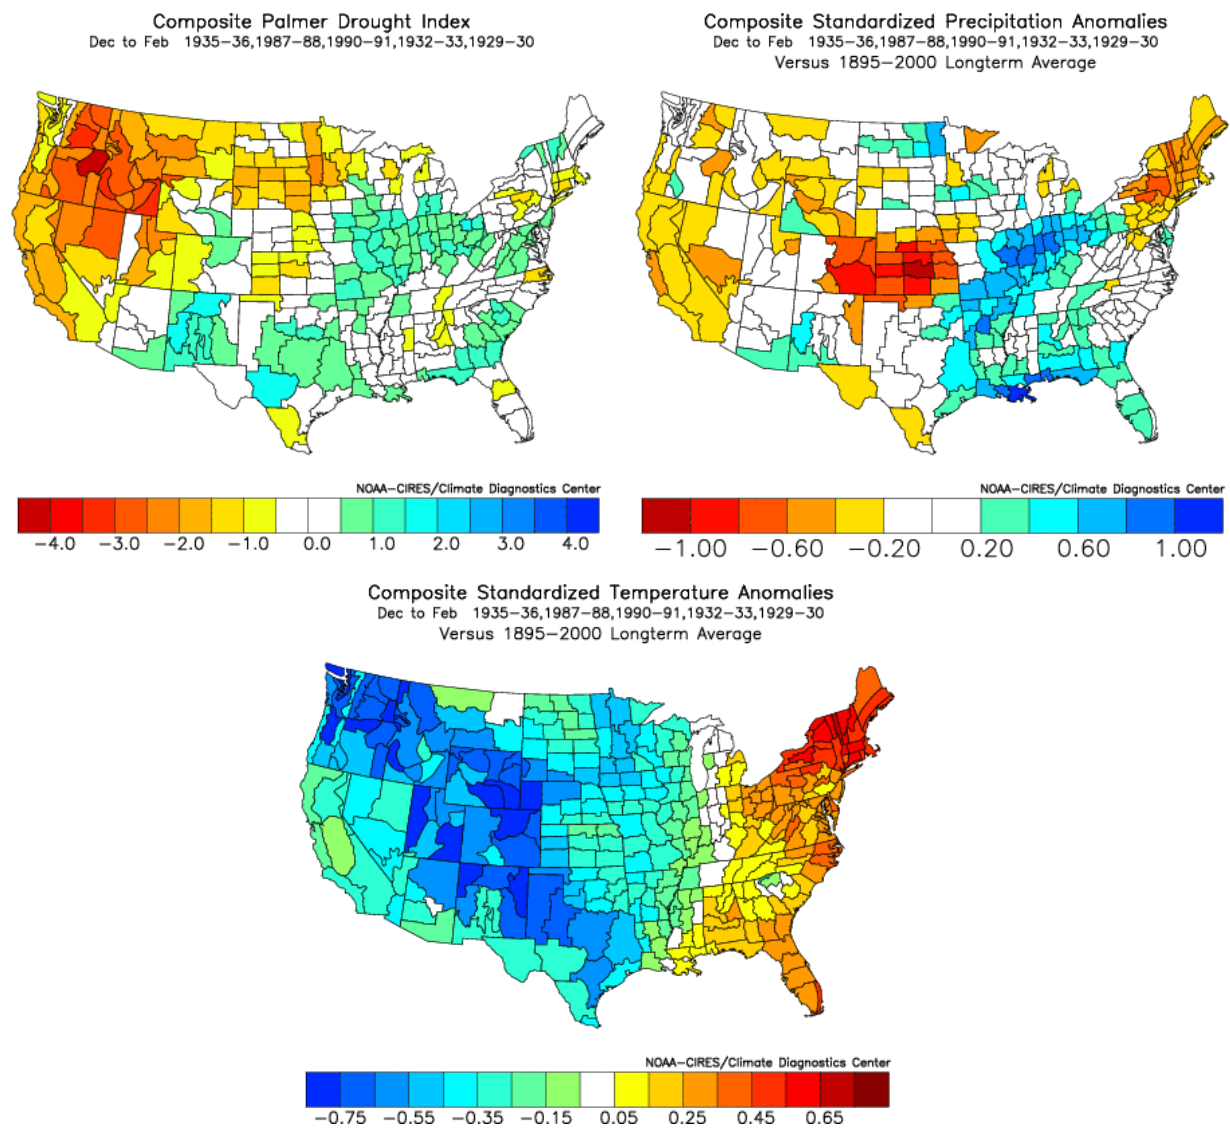 Composite Palmer Drought Index
Dec to Feb 1935-36,1987-88,1990-91,1932-33,1929-30
NOAA-CIRES/Climate Diagnostics Center
-4.0 -3.0 -2.0 -1.0 0.0 1.0 2.0 3.0 4.0
Composite Standardized Precipitation Anomalies
Dec to Feb 1935-36,1987-88,1990-91,1932-33,1929-30
Versus 1895-2000 Longterm Average
NOAA-CIRES/Climate Diagnostics Center
-1.00 -0.60 -0.20 0.20 0.60 1.00
Composite Standardized Temperature Anomalies
Dec to Feb 1935-36,1987-88,1990-91,1932-33,1929-30
Versus 1895-2000 Longterm Average
NOAA-CIRES/Climate Diagnostics Center
-0.75 -0.55 -0.35 -0.15 0.05 0.25 0.45 0.65